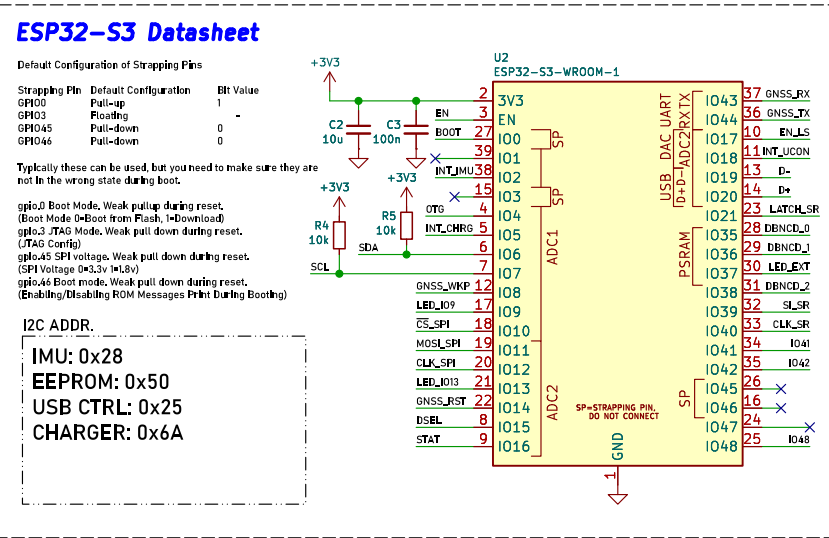 ESP32-S3 Datasheet
Default Configuration of Strapping Pins
Strapping Pin Default Configuration Bit Value
GPIO0 Pull-up 1
GPIO3 Floating -
GPIO45 Pull-down 0
GPIO46 Pull-down 0
Typically these can be used, but you need to make sure they are
not in the wrong state during boot.
gpio.0 Boot Mode. Weak pullup during reset.
(Boot Mode 0=Boot from Flash, 1=Download)
gpio.3 JTAG Mode. Weak pull down during reset.
(JTAG Config)
gpio.45 SPI voltage. Weak pull down during reset.
(SPI Voltage 0=3.3v 1=1.8v)
gpio.46 Boot mode. Weak pull down during reset.
(Enabling/Disabling ROM Messages Print During Booting)
I2C ADDR.
IMU: 0x28
EEPROM: 0x50
USB CTRL: 0x25
CHARGER: 0x6A
+3V3
C2
10u
C3
100n
+3V3
R4
10k
+3V3
R5
10k
U2
ESP32-S3-WROOM-1
2 3V3
EN 3 EN
BOOT 27 IO0
39 IO1
INT_IMU 38 IO2
15 IO3
OTG 4 IO4
INT_CHRG 5 IO5
SDA 6 IO6
SCL 7 IO7
GNSS_WKP 12 IO8
LED_IO9 17 IO9
CS_SPI 18 IO10
MOSI_SPI 19 IO11
CLK_SPI 20 IO12
LED_IO13 21 IO13
GNSS_RST 22 IO14
DSEL 8 IO15
STAT 9 IO16
SP
SP
ADC1
ADC2
UART
RXTX
DAC
ADC2
USB
D+D-
PSRAM
SP
SP=STRAPPING PIN,
DO NOT CONNECT
GND
1
IO43 37 GNSS_RX
IO44 36 GNSS_TX
IO17 10 EN_LS
IO18 11 INT_UCON
IO19 13 D-
IO20 14 D+
IO21 23 LATCH_SR
IO35 28 DBNCD_0
IO36 29 DBNCD_1
IO37 30 LED_EXT
IO38 31 DBNCD_2
IO39 32 SI_SR
IO40 33 CLK_SR
IO41 34 IO41
IO42 35 IO42
IO45 26
IO46 16
IO47 24
IO48 25 IO48